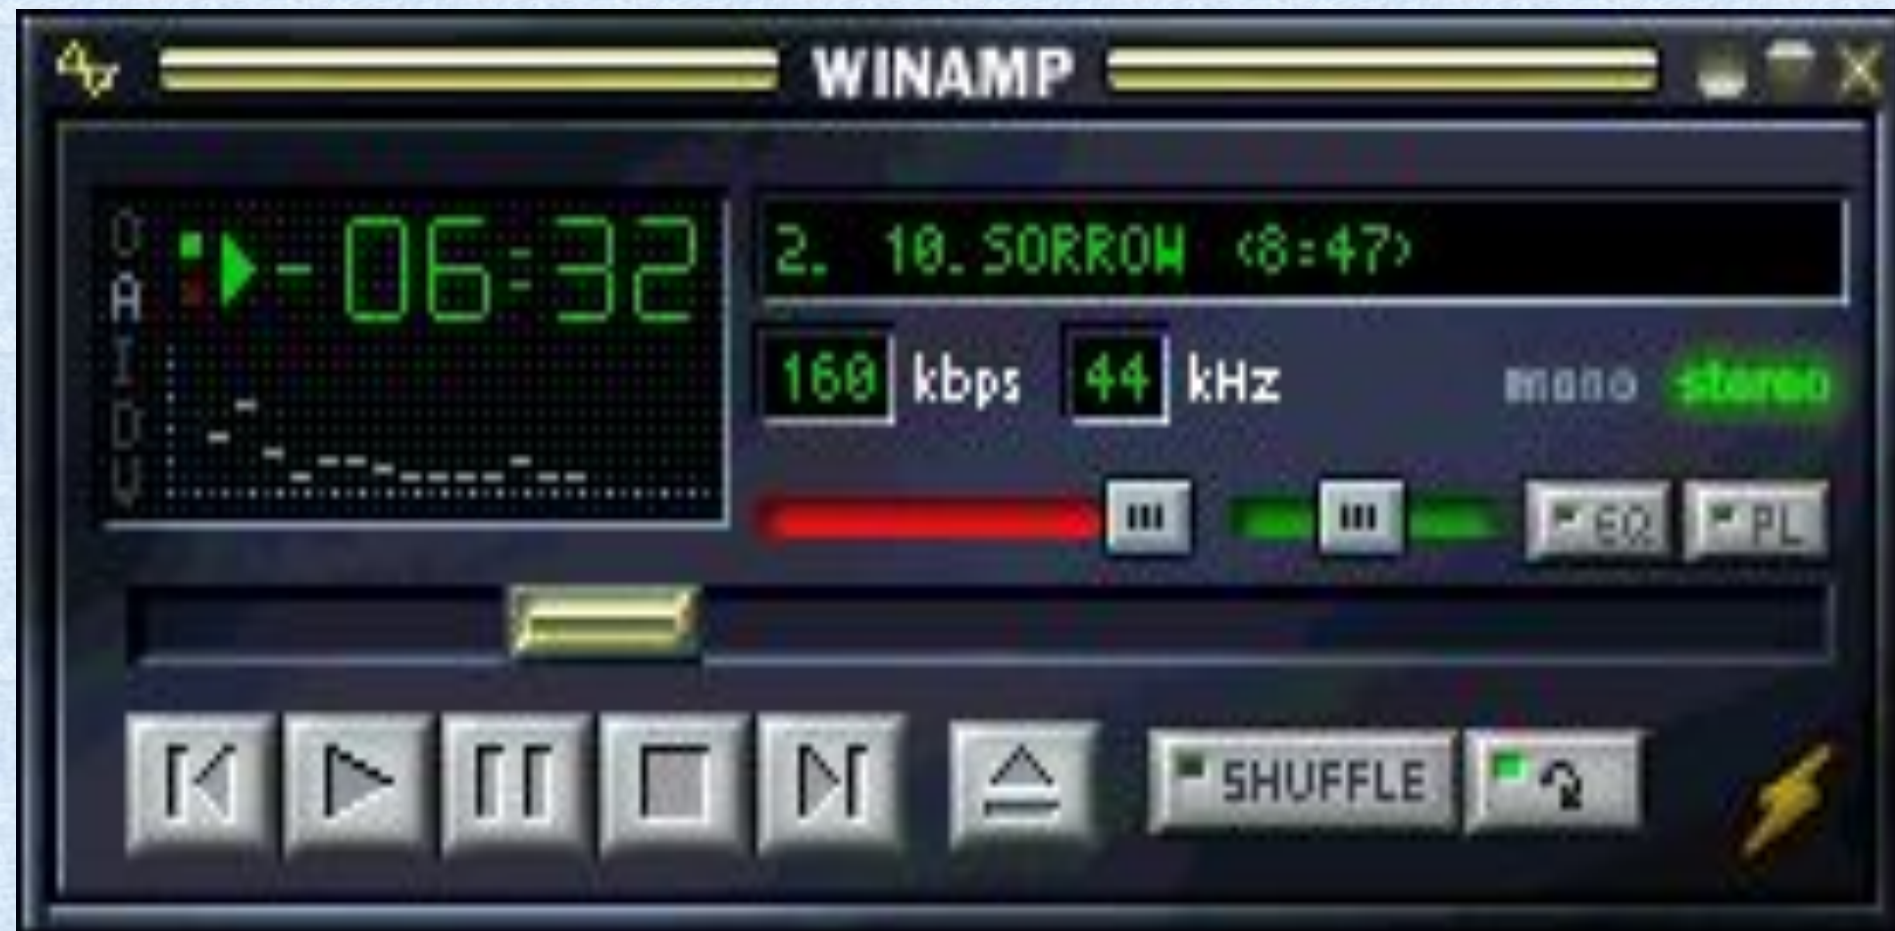 WINAMP
O
A
I
D
V
-06:32
2. 10.SORROW <8:47>
160 kbps 44 kHz
mono stereo
EQ PL
SHUFFLE